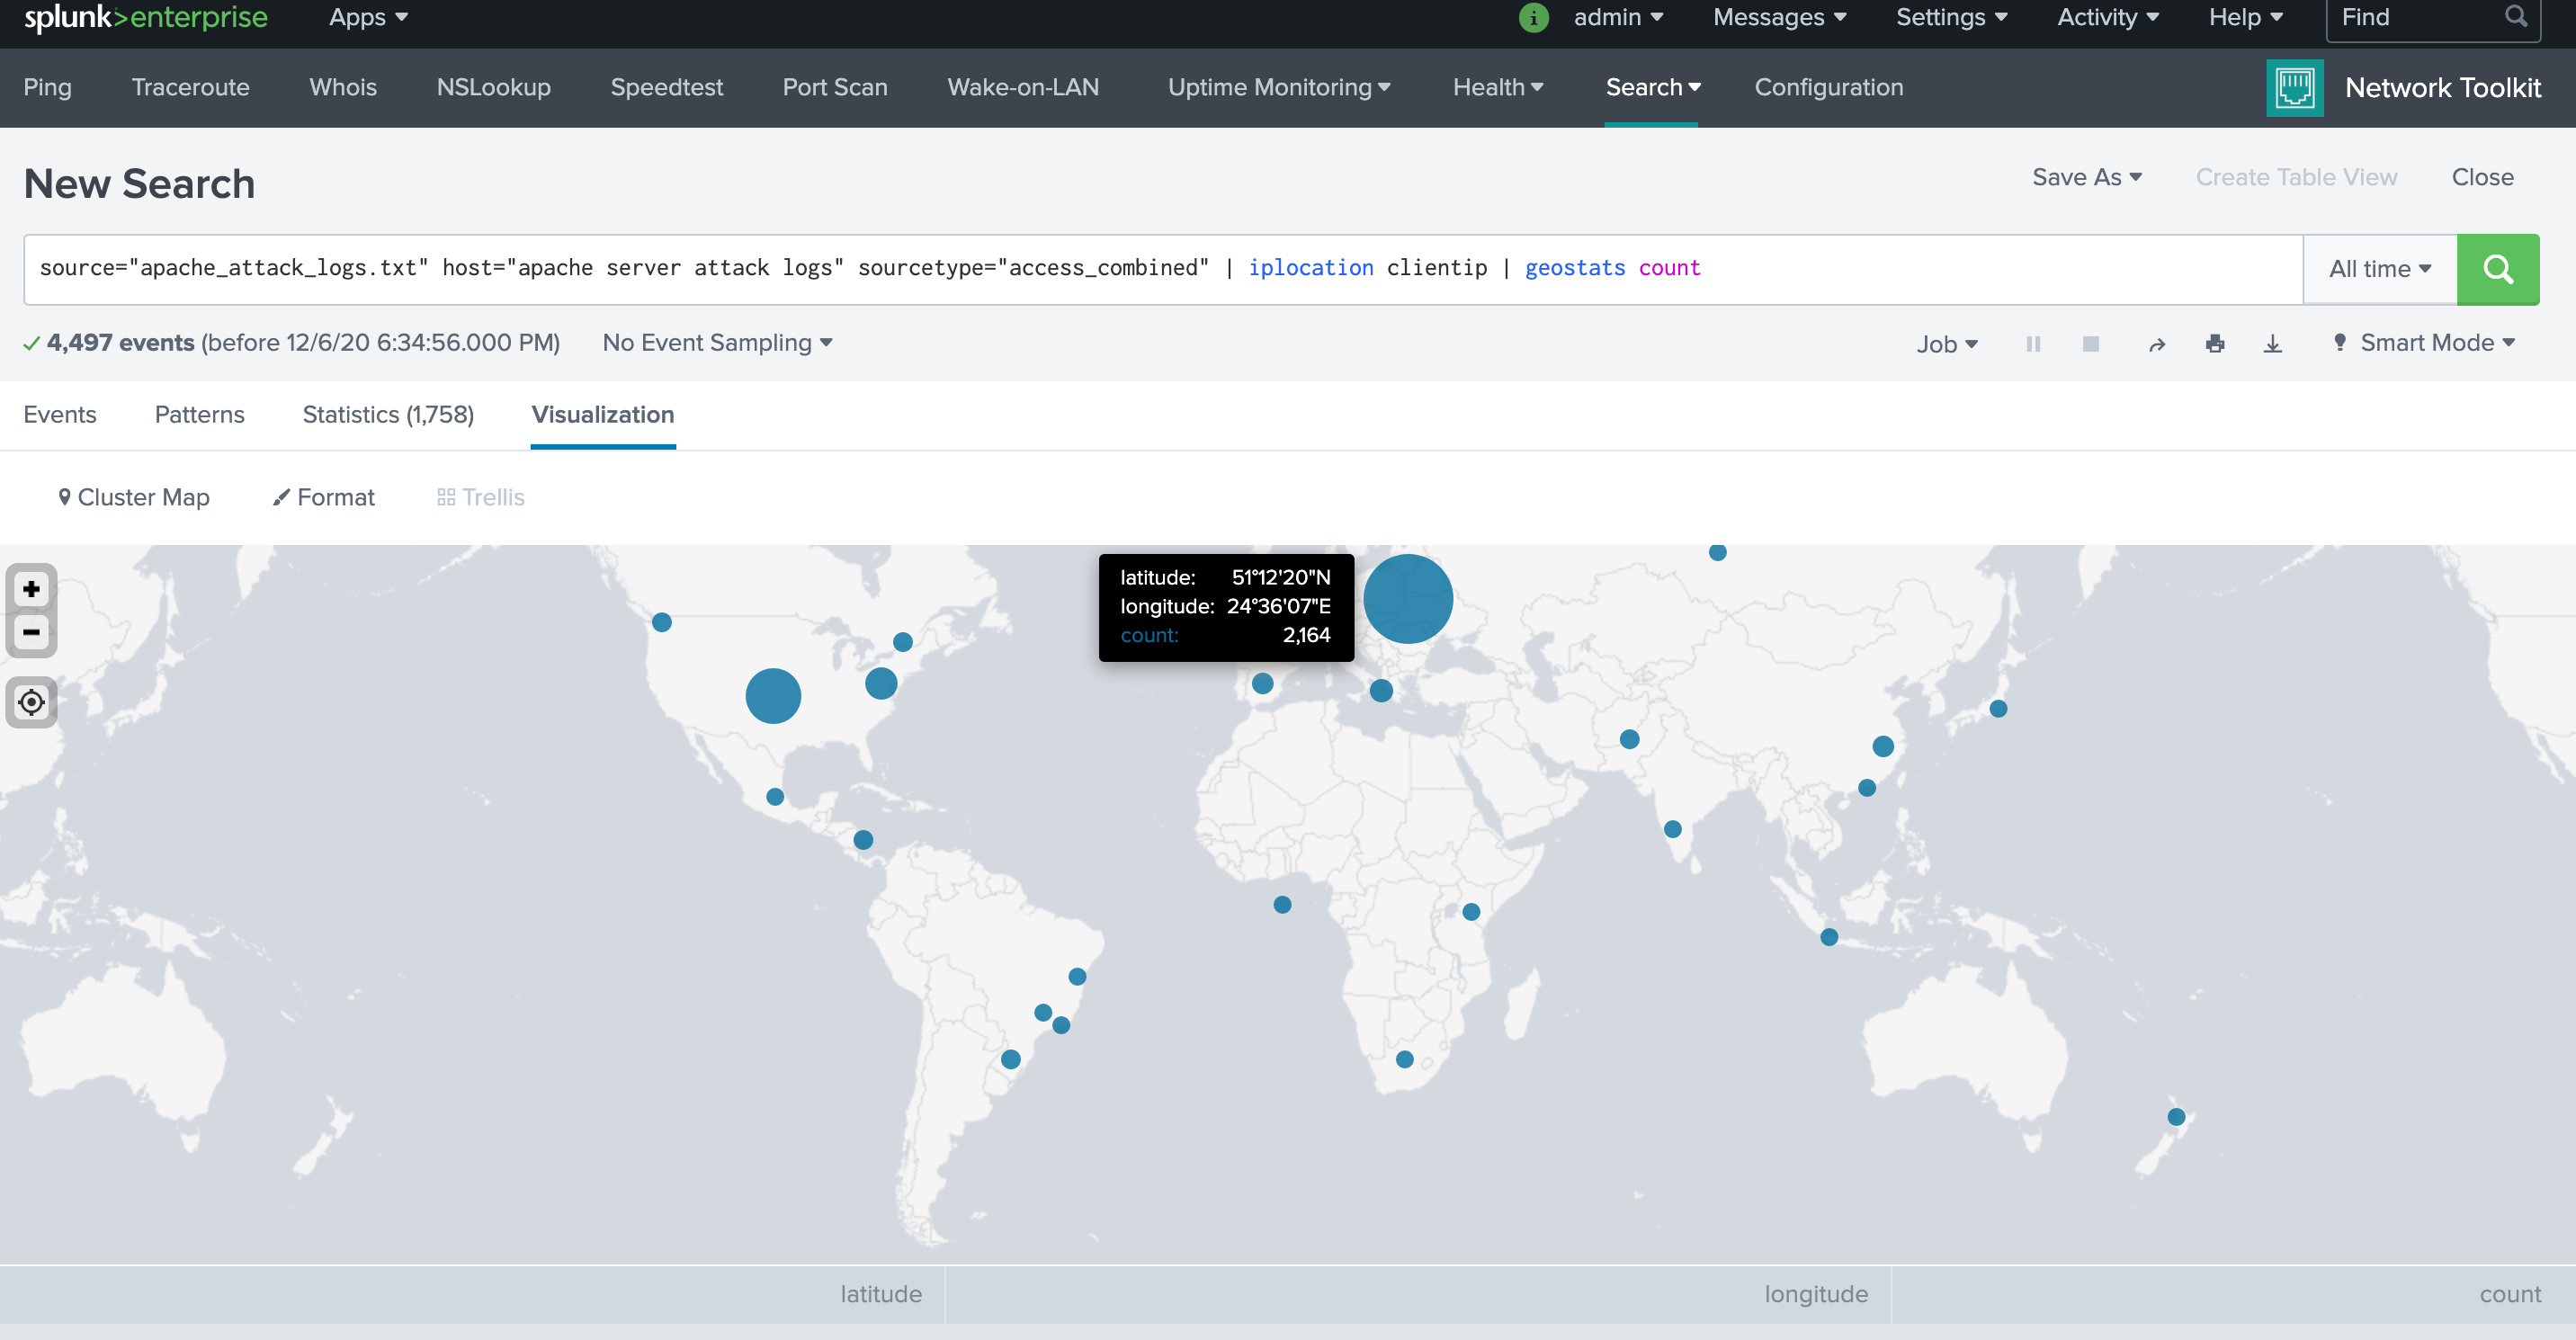 splunk>enterprise Apps admin Messages Settings Activity Help Find
Ping Traceroute Whois NSLookup Speedtest Port Scan Wake-on-LAN Uptime Monitoring Health Search Configuration Network Toolkit
New Search Save As Create Table View Close
source="apache_attack_logs.txt" host="apache server attack logs" sourcetype="access_combined" | iplocation clientip | geostats count All time
4,497 events (before 12/6/20 6:34:56.000 PM) No Event Sampling Job Smart Mode
Events Patterns Statistics (1,758) Visualization
Cluster Map Format Trellis
latitude: 51°12'20"N
longitude: 24°36'07"E
count: 2,164
latitude longitude count